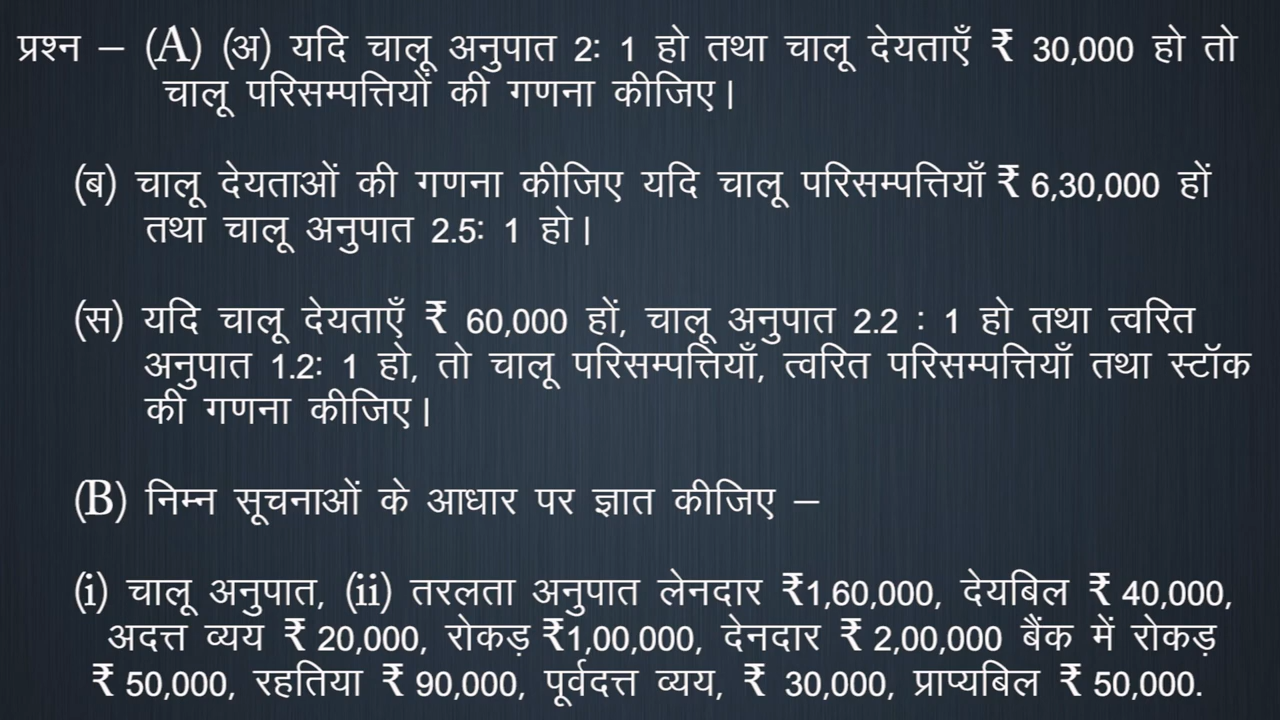 प्रश्न – (A) (अ) यदि चालू अनुपात 2: 1 हो तथा चालू देयताएँ ₹ 30,000 हो तो
चालू परिसम्पत्तियों की गणना कीजिए।
(ब) चालू देयताओं की गणना कीजिए यदि चालू परिसम्पत्तियाँ ₹ 6,30,000 हों
तथा चालू अनुपात 2.5: 1 हो।
(स) यदि चालू देयताएँ ₹ 60,000 हों, चालू अनुपात 2.2 : 1 हो तथा त्वरित
अनुपात 1.2: 1 हो, तो चालू परिसम्पत्तियाँ, त्वरित परिसम्पत्तियाँ तथा स्टॉक
की गणना कीजिए।
(B) निम्न सूचनाओं के आधार पर ज्ञात कीजिए –
(i) चालू अनुपात, (ii) तरलता अनुपात लेनदार ₹1,60,000, देयबिल ₹ 40,000,
अदत्त व्यय ₹ 20,000, रोकड़ ₹1,00,000, देनदार ₹ 2,00,000 बैंक में रोकड़
₹ 50,000, रहतिया ₹ 90,000, पूर्वदत्त व्यय, ₹ 30,000, प्राप्यबिल ₹ 50,000.